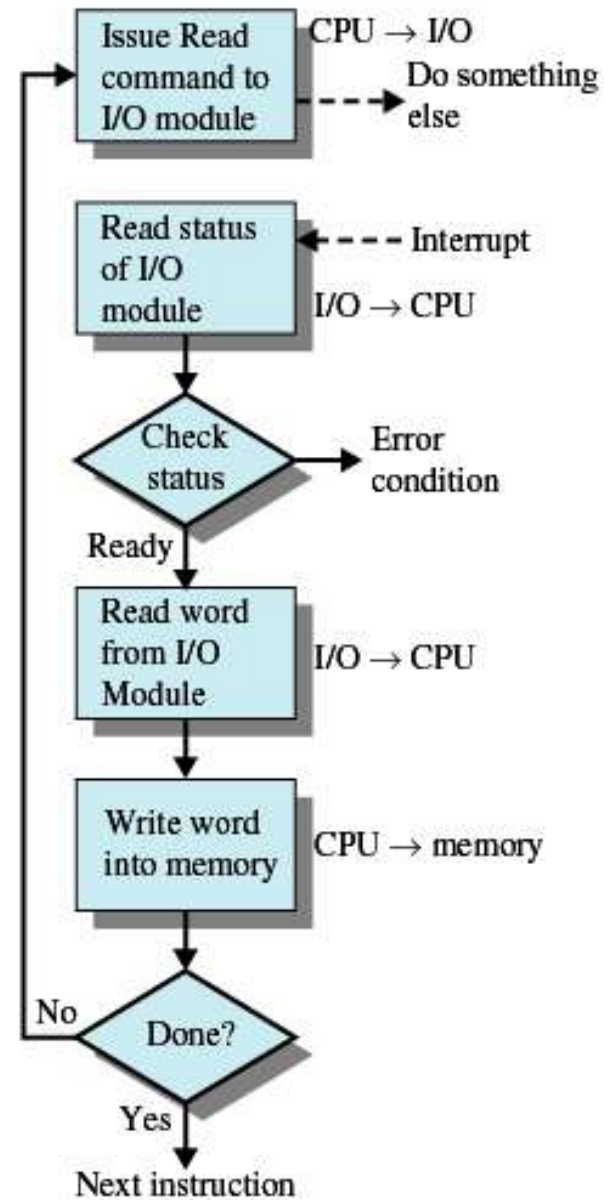 Issue Read
command to
I/O module
CPU → I/O
Do something
else
Read status
of I/O
module
Interrupt
I/O → CPU
Check
status
Error
condition
Ready
Read word
from I/O
Module
I/O → CPU
Write word
into memory
CPU → memory
No
Done?
Yes
Next instruction